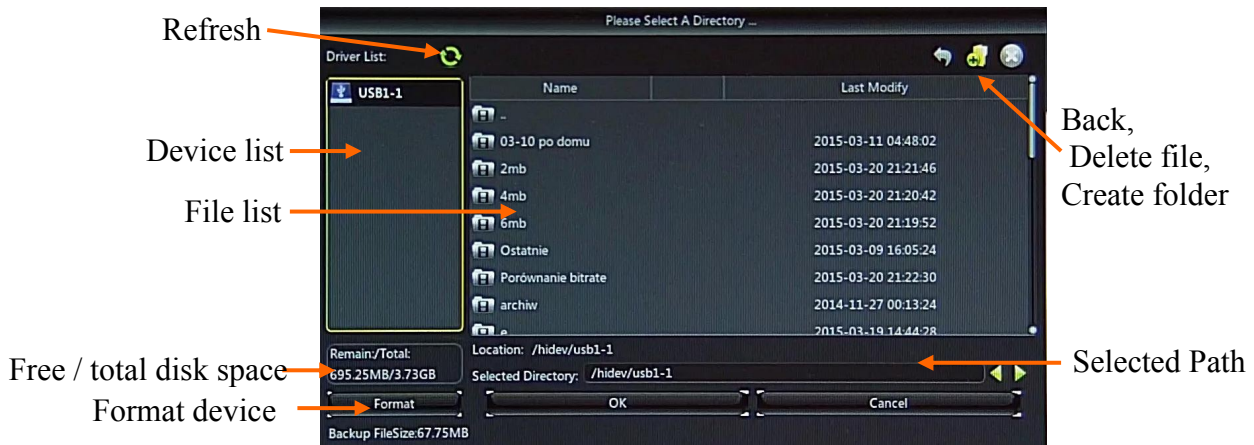 Please Select A Directory ...
Refresh
Driver List:
USB1-1
Name Last Modify
..
03-10 po domu 2015-03-11 04:48:02
2mb 2015-03-20 21:21:46
4mb 2015-03-20 21:20:42
6mb 2015-03-20 21:19:52
Ostatnie 2015-03-09 16:05:24
Porównanie bitrate 2015-03-20 21:22:30
archiw 2014-11-27 00:13:24
e 2015-03-19 14:44:28
Device list
File list
Back,
Delete file,
Create folder
Remain:/Total:
695.25MB/3.73GB
Location: /hidev/usb1-1
Selected Directory: /hidev/usb1-1
Free / total disk space
Selected Path
Format device
Format OK Cancel
Backup FileSize:67.75MB